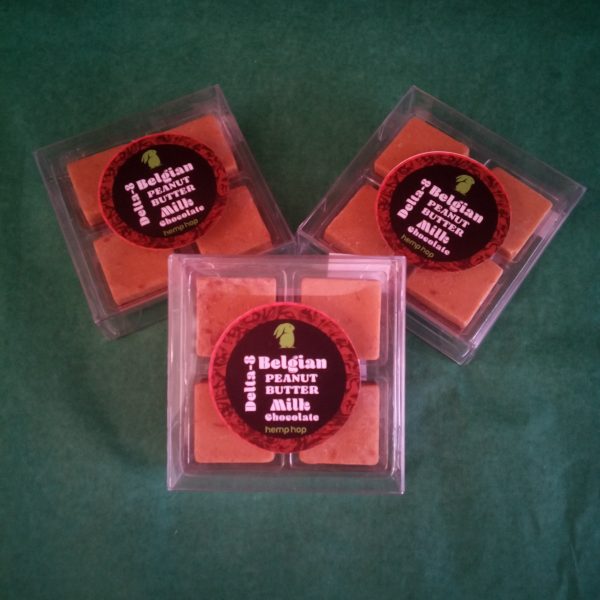 Delta-8
Belgian
PEANUT
BUTTER
Milk
Chocolate
hemp hop
Delta-8
Belgian
PEANUT
BUTTER
Milk
Chocolate
hemp hop
Delta-8
Belgian
PEANUT
BUTTER
Milk
Chocolate
hemp hop